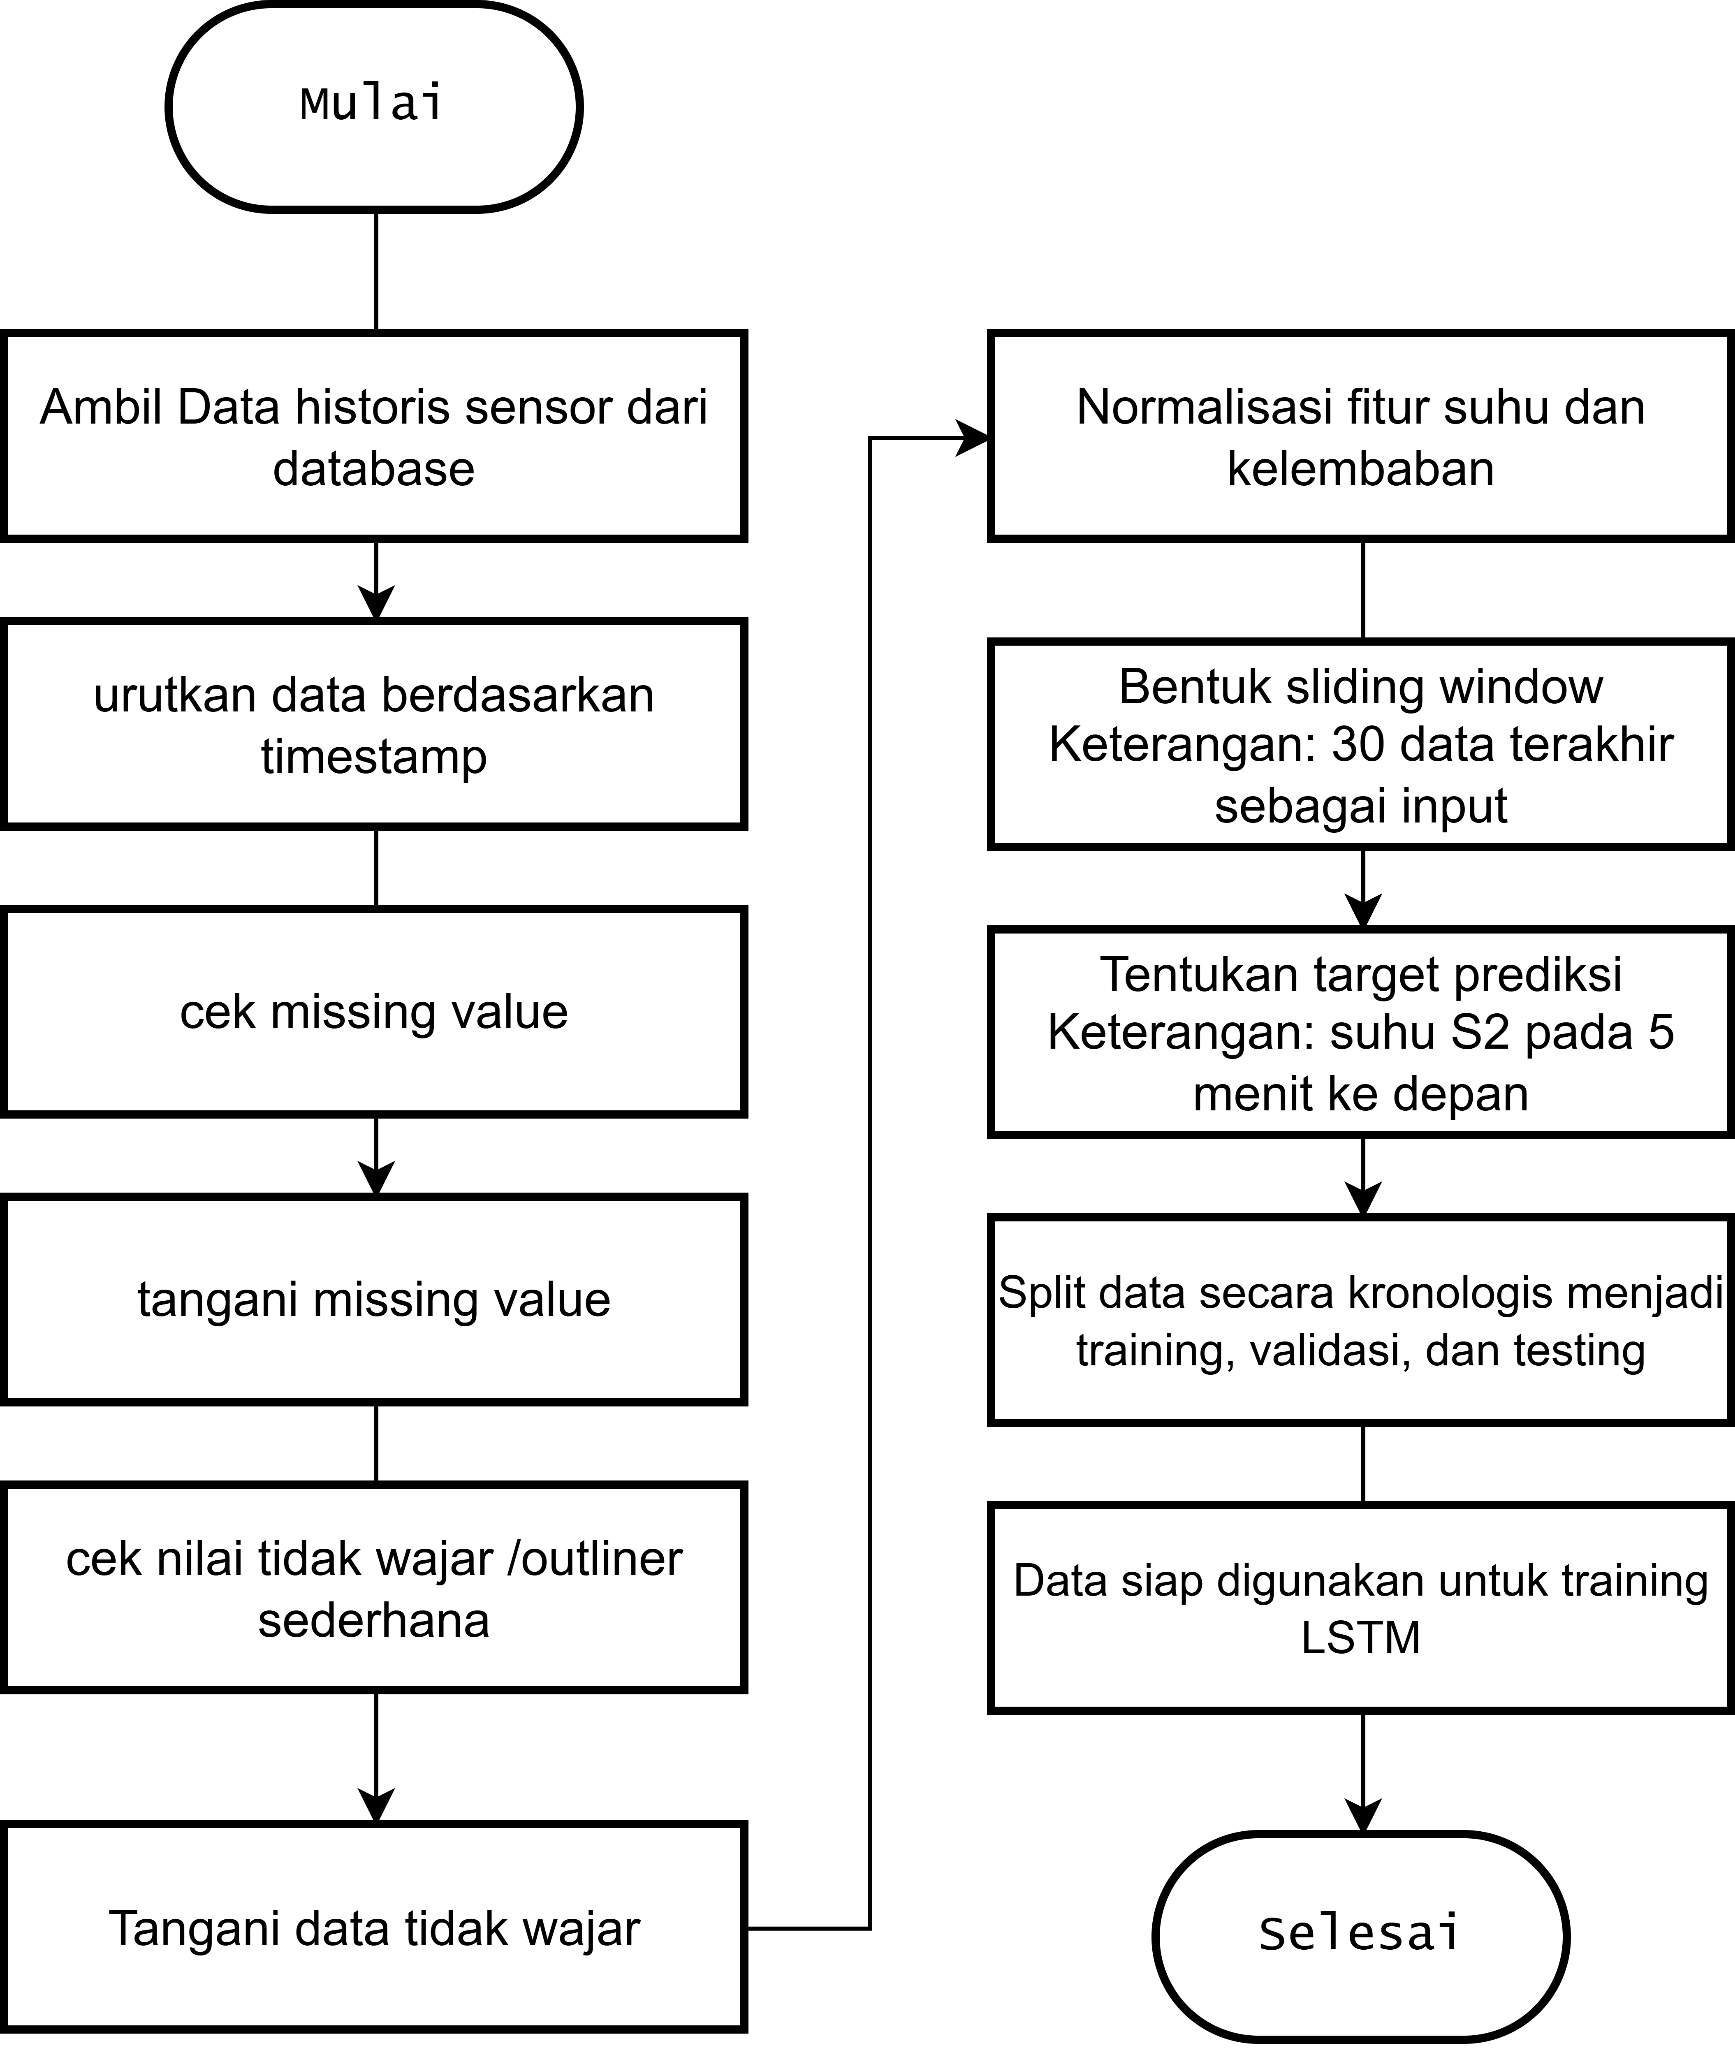 Mulai
Ambil Data historis sensor dari
database
urutkan data berdasarkan
timestamp
cek missing value
tangani missing value
cek nilai tidak wajar /outliner
sederhana
Tangani data tidak wajar
Normalisasi fitur suhu dan
kelembaban
Bentuk sliding window
Keterangan: 30 data terakhir
sebagai input
Tentukan target prediksi
Keterangan: suhu S2 pada 5
menit ke depan
Split data secara kronologis menjadi
training, validasi, dan testing
Data siap digunakan untuk training
LSTM
Selesai